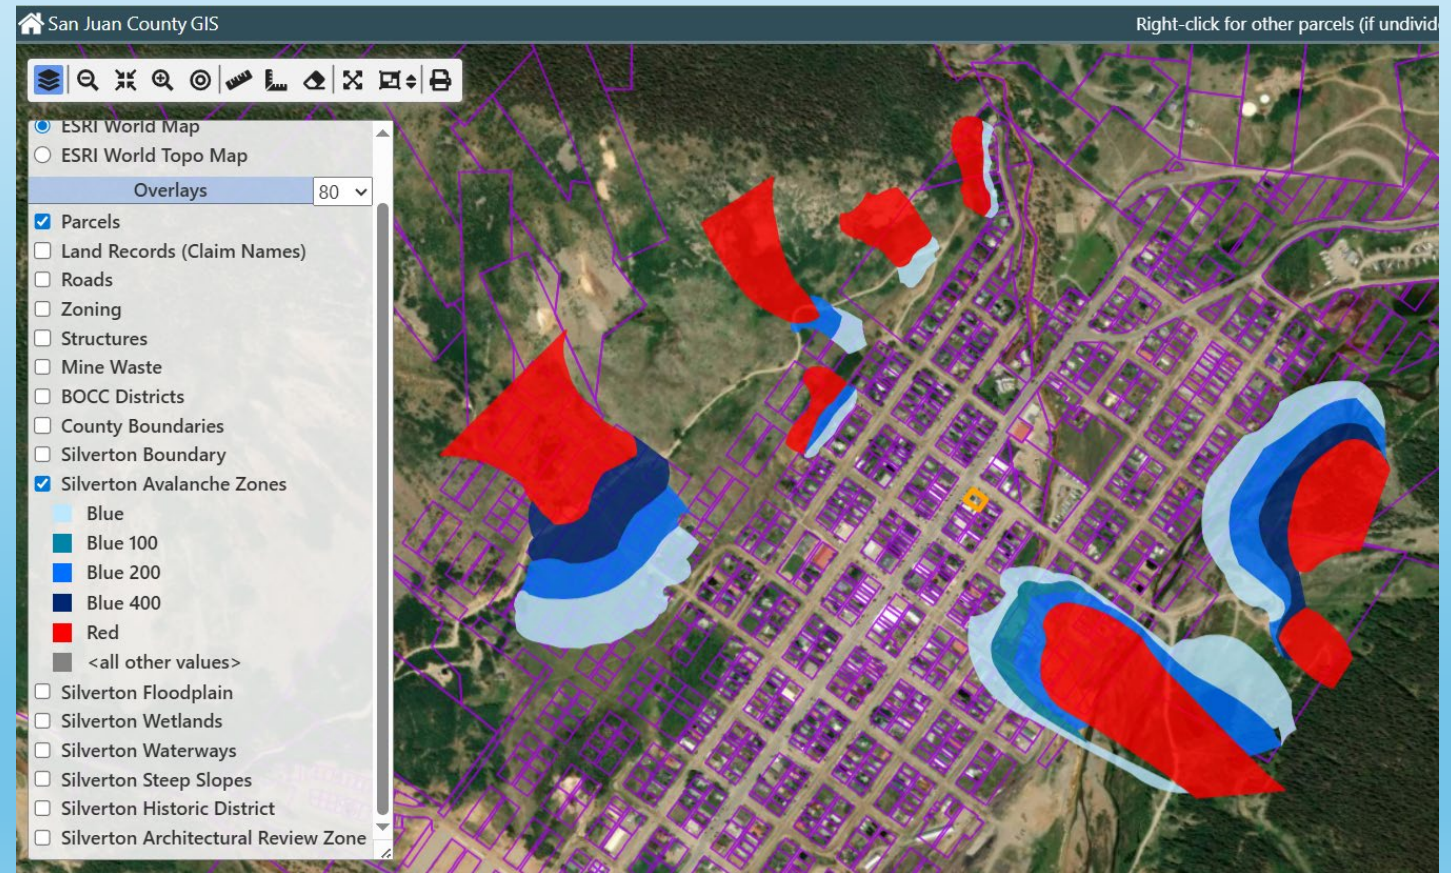 San Juan County GIS
Right-click for other parcels (if undivid
ESRI World Map
ESRI World Topo Map
Overlays 80
Parcels
Land Records (Claim Names)
Roads
Zoning
Structures
Mine Waste
BOCC Districts
County Boundaries
Silverton Boundary
Silverton Avalanche Zones
Blue
Blue 100
Blue 200
Blue 400
Red
<all other values>
Silverton Floodplain
Silverton Wetlands
Silverton Waterways
Silverton Steep Slopes
Silverton Historic District
Silverton Architectural Review Zone